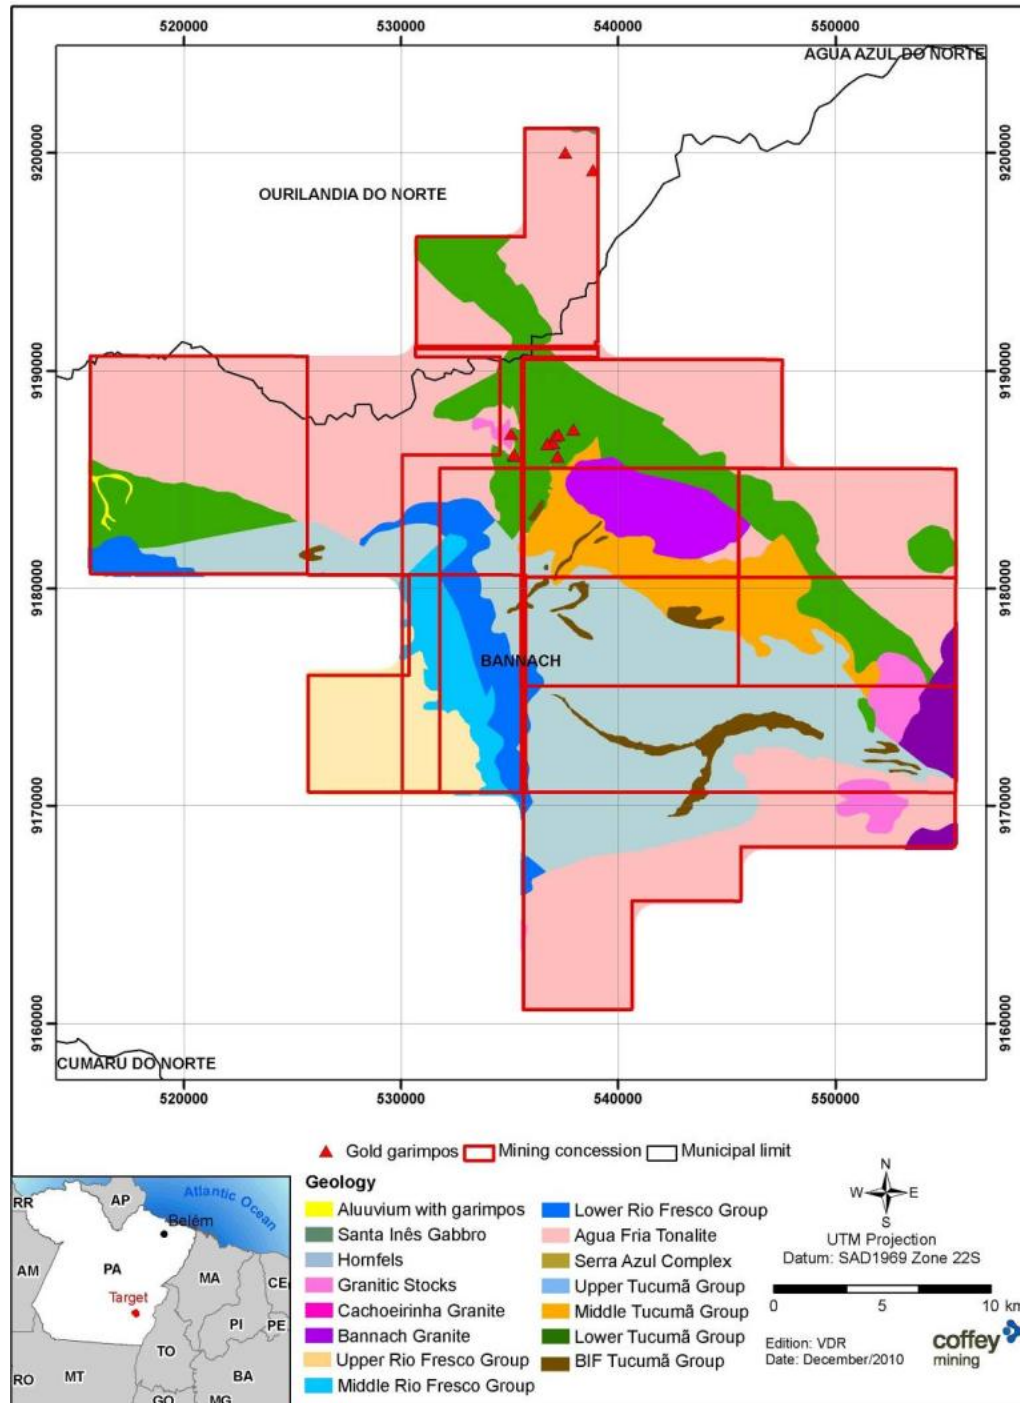 520000 530000 540000 550000
AGUA AZUL DO NORTE
9200000 9200000
OURILANDIA DO NORTE
9190000 9190000
9180000 9180000
BANNACH
9170000 9170000
9160000 9160000
CUMARU DO NORTE
520000 530000 540000 550000
Gold garimpos Mining concession Municipal limit
Geology
Aluuvium with garimpos
Santa Inês Gabbro
Hornfels
Granitic Stocks
Cachoeirinha Granite
Bannach Granite
Upper Rio Fresco Group
Middle Rio Fresco Group
Lower Rio Fresco Group
Agua Fria Tonalite
Serra Azul Complex
Upper Tucumã Group
Middle Tucumã Group
Lower Tucumã Group
BIF Tucumã Group
N
W E
S
UTM Projection
Datum: SAD1969 Zone 22S
0 5 10 km
Edition: VDR
Date: December/2010
coffey
mining
RR
AP
Atlantic Ocean
Belém
AM
PA
MA
CE
Target
PI
PE
TO
RO
MT
BA
GO
MG